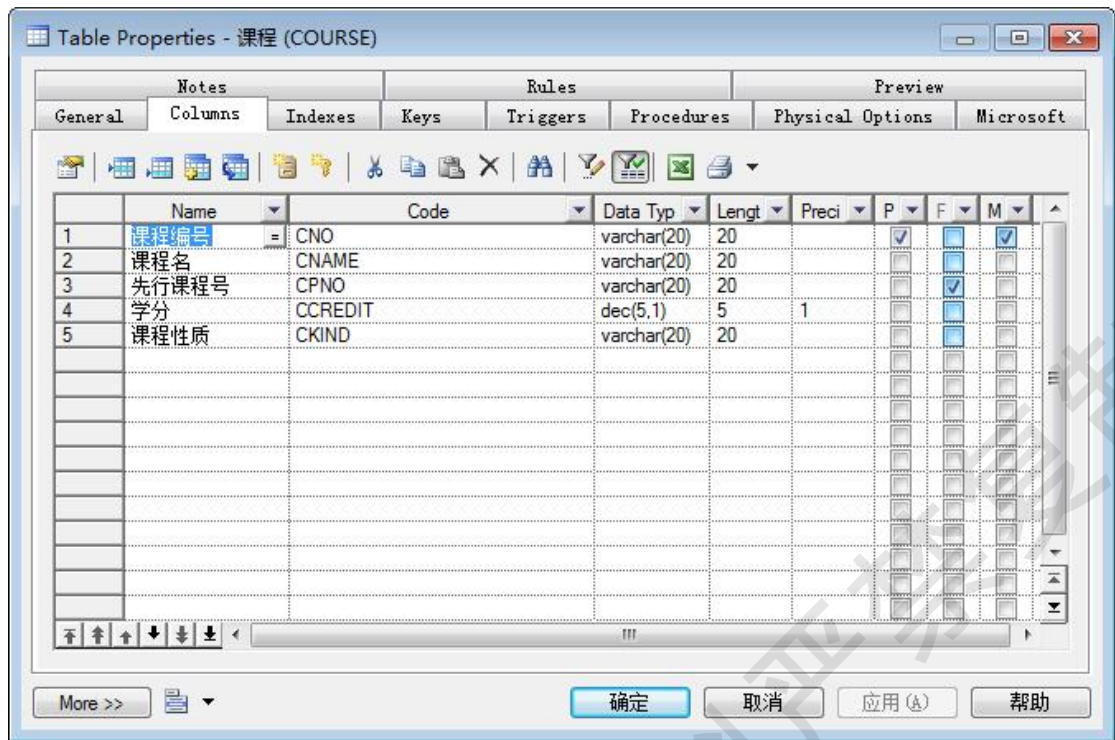 Table Properties - 课程 (COURSE)
Notes Rules Preview
General Columns Indexes Keys Triggers Procedures Physical Options Microsoft
Name Code Data Typ Lengt Preci P F M
1 课程编号 = CNO varchar(20) 20
2 课程名 CNAME varchar(20) 20
3 先行课程号 CPNO varchar(20) 20
4 学分 CCREDIT dec(5,1) 5 1
5 课程性质 CKIND varchar(20) 20
More >> 确定 取消 应用(A) 帮助
严禁复制